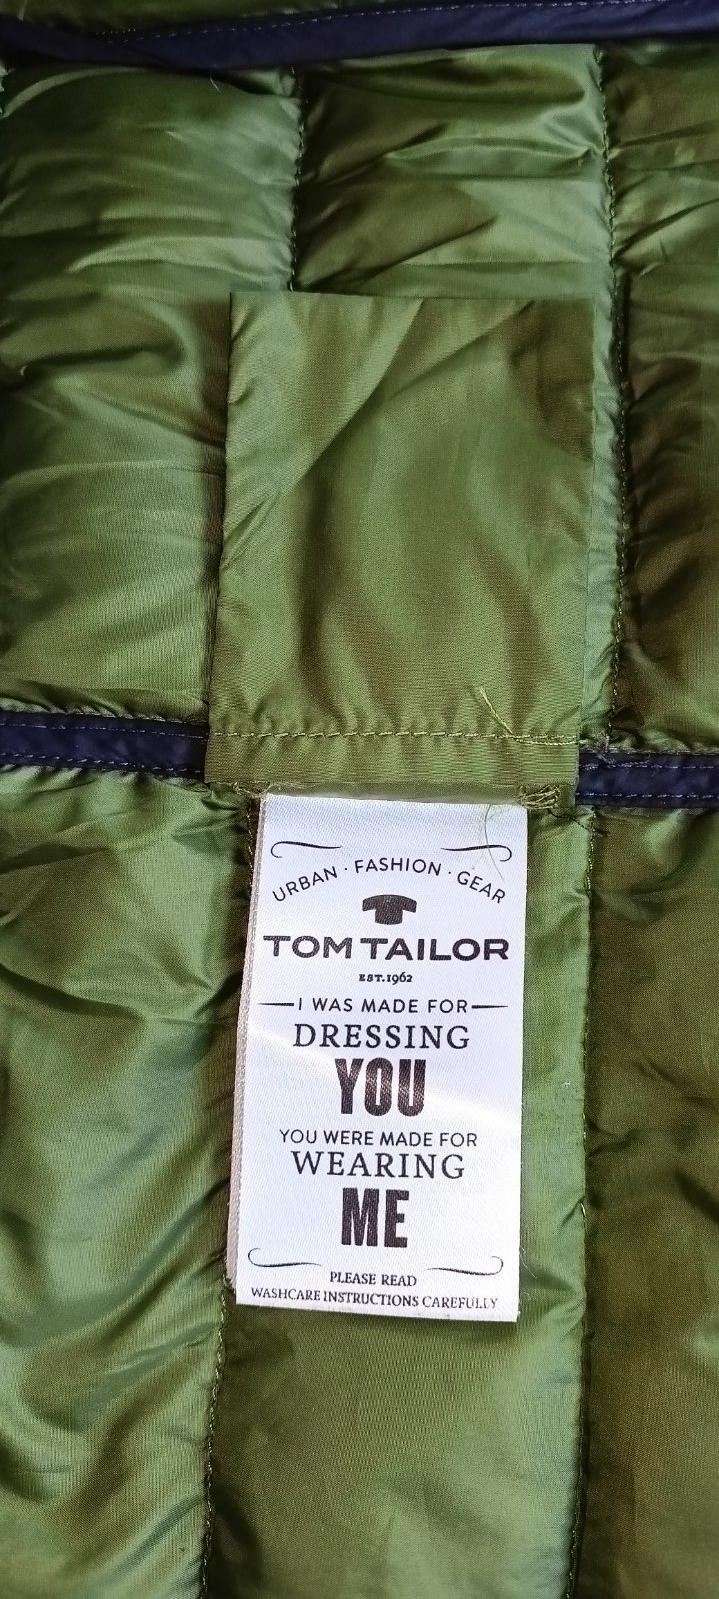 URBAN · FASHION · GEAR
TOM TAILOR
EST. 1962
I WAS MADE FOR
DRESSING
YOU
YOU WERE MADE FOR
WEARING
ME
PLEASE READ
WASHCARE INSTRUCTIONS CAREFULLY